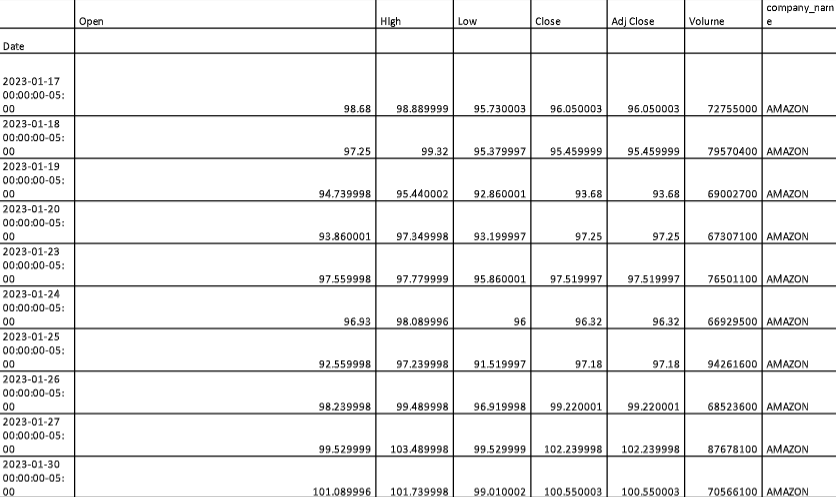 Open High Low Close Adj Close Volume company_nam
e
Date
2023-01-17
00:00:00-05:
00 98.68 98.889999 95.730003 96.050003 96.050003 72755000 AMAZON
2023-01-18
00:00:00-05:
00 97.25 99.32 95.379997 95.459999 95.459999 79570400 AMAZON
2023-01-19
00:00:00-05:
00 94.739998 95.440002 92.860001 93.68 93.68 69002700 AMAZON
2023-01-20
00:00:00-05:
00 93.860001 97.349998 93.199997 97.25 97.25 67307100 AMAZON
2023-01-23
00:00:00-05:
00 97.559998 97.779999 95.860001 97.519997 97.519997 76501100 AMAZON
2023-01-24
00:00:00-05:
00 96.93 98.089996 96 96.32 96.32 66929500 AMAZON
2023-01-25
00:00:00-05:
00 92.559998 97.239998 91.519997 97.18 97.18 94261600 AMAZON
2023-01-26
00:00:00-05:
00 98.239998 99.489998 96.919998 99.220001 99.220001 68523600 AMAZON
2023-01-27
00:00:00-05:
00 99.529999 103.489998 99.529999 102.239998 102.239998 87678100 AMAZON
2023-01-30
00:00:00-05:
00 101.089996 101.739998 99.010002 100.550003 100.550003 70566100 AMAZON